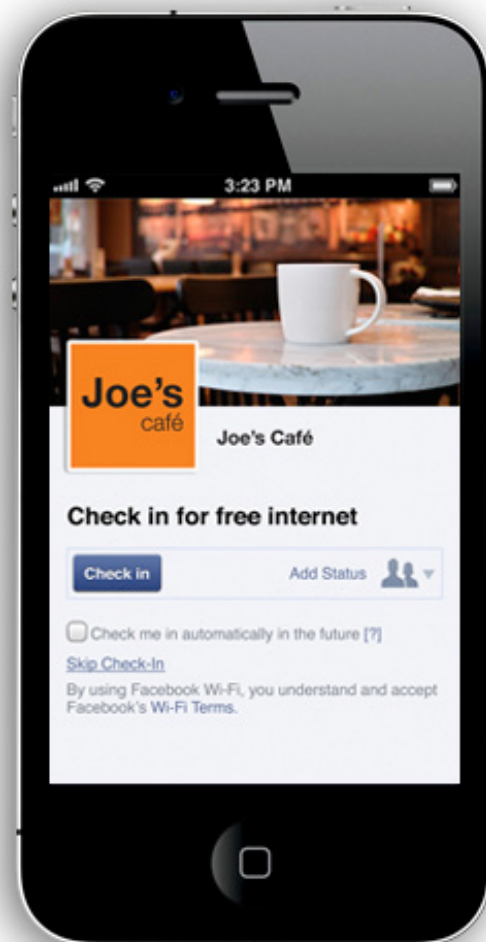 3:23 PM
Joe's
café
Joe's Café
Check in for free internet
Check in Add Status
Check me in automatically in the future [?]
Skip Check-In
By using Facebook Wi-Fi, you understand and accept
Facebook's Wi-Fi Terms.